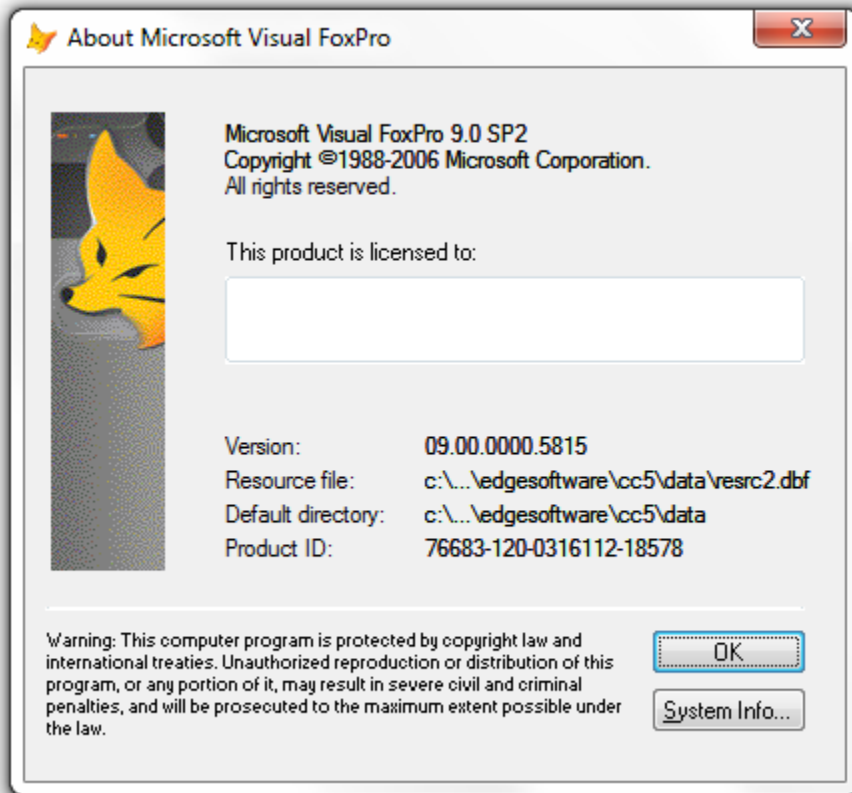 About Microsoft Visual FoxPro
Microsoft Visual FoxPro 9.0 SP2
Copyright ©1988-2006 Microsoft Corporation.
All rights reserved.
This product is licensed to:
Version: 09.00.0000.5815
Resource file: c:\...\edgesoftware\cc5\data\resrc2.dbf
Default directory: c:\...\edgesoftware\cc5\data
Product ID: 76683-120-0316112-18578
Warning: This computer program is protected by copyright law and
international treaties. Unauthorized reproduction or distribution of this
program, or any portion of it, may result in severe civil and criminal
penalties, and will be prosecuted to the maximum extent possible under
the law.
OK
System Info...